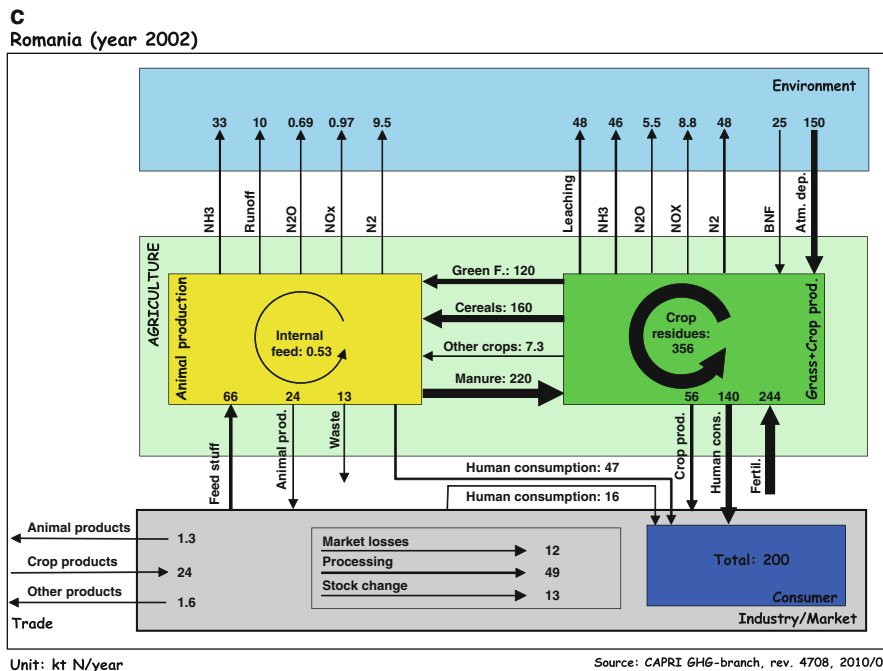 c
Romania (year 2002)
Environment
33 10 0.69 0.97 9.5 48 46 5.5 8.8 48 25 150
NH3
Runoff
N2O
NOx
N2
Leaching
NH3
N2O
NOX
N2
BNF
Atm. dep.
AGRICULTURE
Animal production
Internal
feed: 0.53
Green F.: 120
Cereals: 160
Other crops: 7.3
Manure: 220
Crop
residues:
356
Grass+Crop prod.
66 24 13 56 140 244
Feed stuff
Animal prod.
Waste
Crop prod.
Human cons.
Fertil.
Human consumption: 47
Human consumption: 16
Animal products 1.3
Crop products 24
Other products 1.6
Trade
Market losses 12
Processing 49
Stock change 13
Total: 200
Consumer
Industry/Market
Unit: kt N/year
Source: CAPRI GHG-branch, rev. 4708, 2010/0